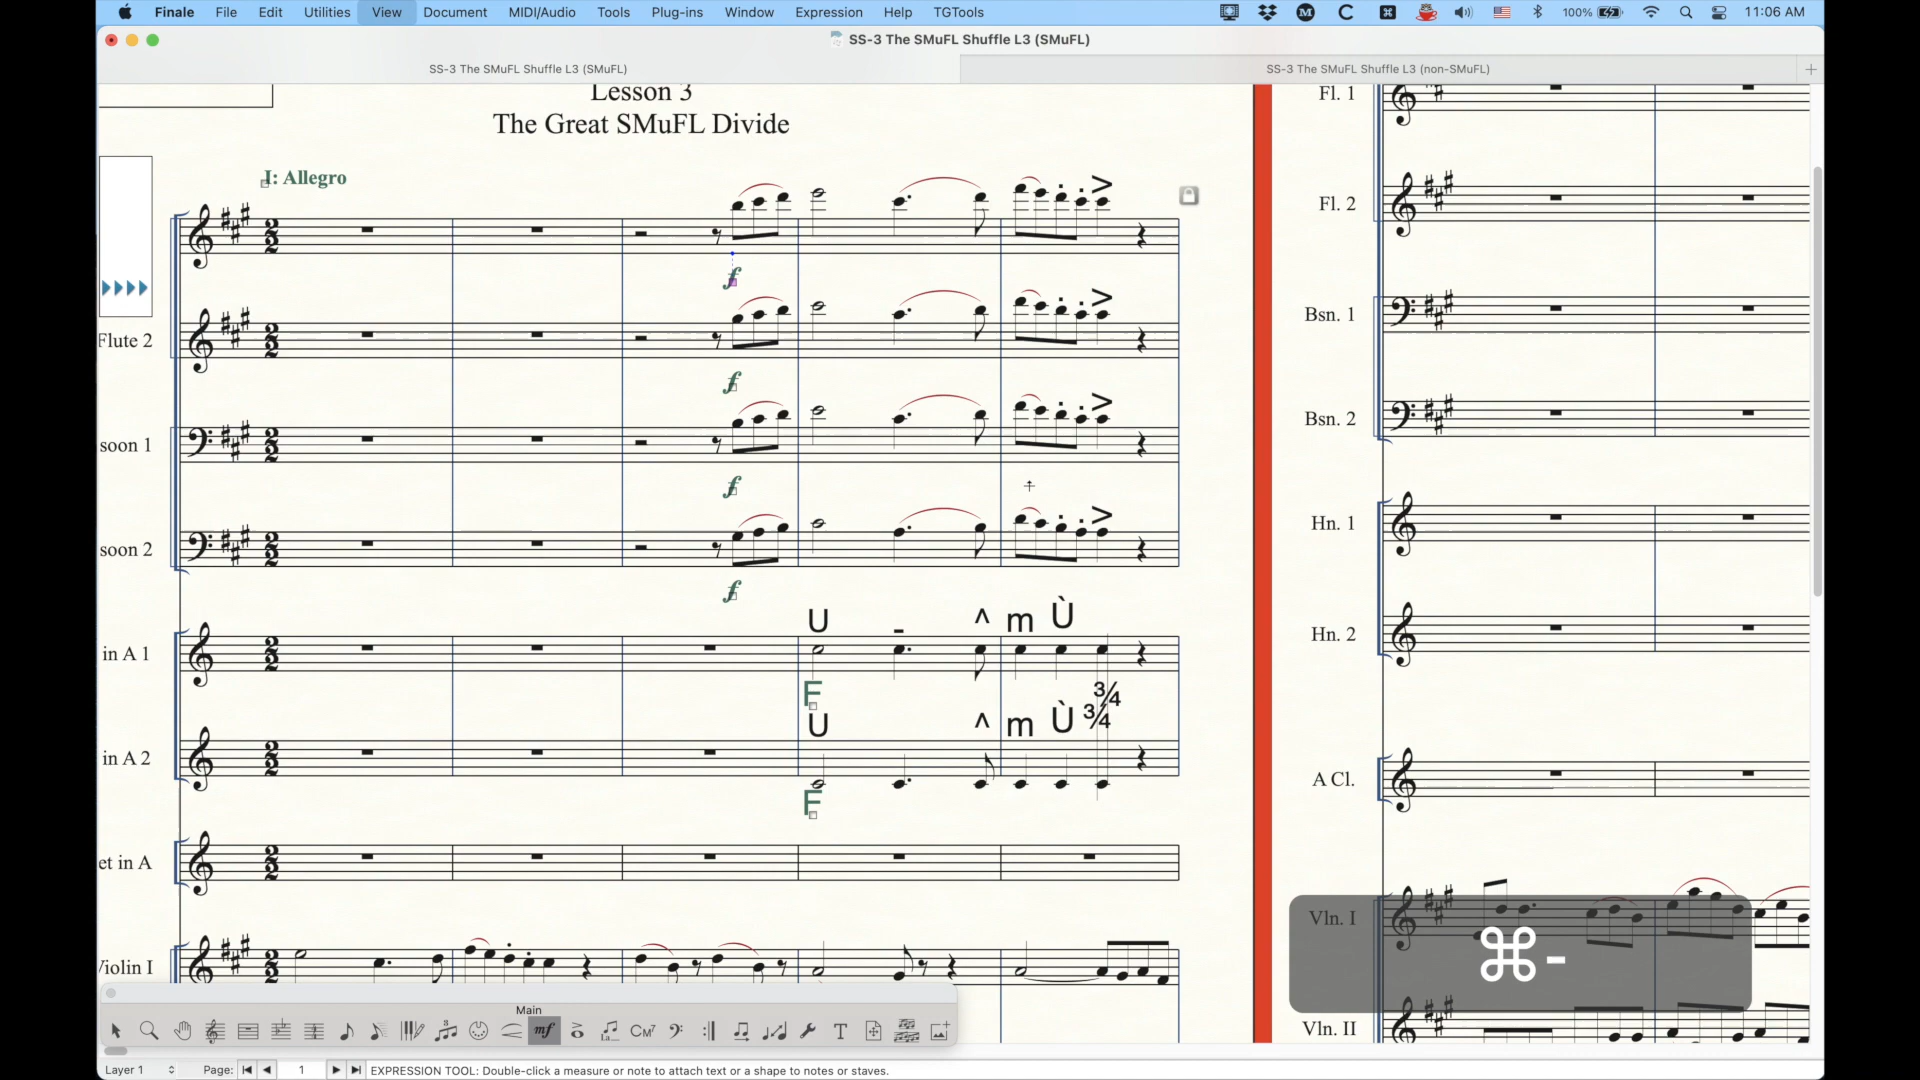 Finale File Edit Utilities View Document MIDI/Audio Tools Plug-ins Window Expression Help TGTools 100% 11:06 AM
SS-3 The SMuFL Shuffle L3 (SMuFL)
SS-3 The SMuFL Shuffle L3 (SMuFL) SS-3 The SMuFL Shuffle L3 (non-SMuFL) +
Lesson 3
The Great SMuFL Divide
I: Allegro
f
Flute 2
f
soon 1
f
soon 2
f
in A 1
U - ^ m Ù
F ¾
in A 2
U ^ m Ù ¾
F
et in A
Violin I
Fl. 1
Fl. 2
Bsn. 1
Bsn. 2
Hn. 1
Hn. 2
A Cl.
Vln. I
⌘-
Vln. II
Main
mf CM7 T
Layer 1 Page: 1 EXPRESSION TOOL: Double-click a measure or note to attach text or a shape to notes or staves.